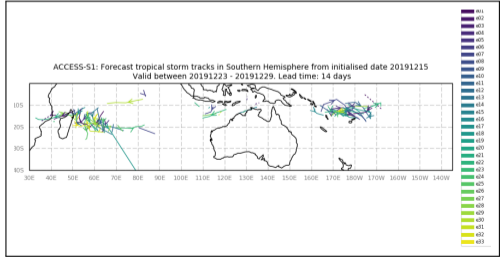 ACCESS-S1: Forecast tropical storm tracks in Southern Hemisphere from initialised date 20191215
Valid between 20191223 - 20191229. Lead time: 14 days
10S
20S
30S
40S
30E 40E 50E 60E 70E 80E 90E 100E 110E 120E 130E 140E 150E 160E 170E 180W 170W 160W 150W 140W
e01
e02
e03
e04
e05
e06
e07
e08
e09
e10
e11
e12
e13
e14
e15
e16
e17
e18
e19
e20
e21
e22
e23
e24
e25
e26
e27
e28
e29
e30
e31
e32
e33